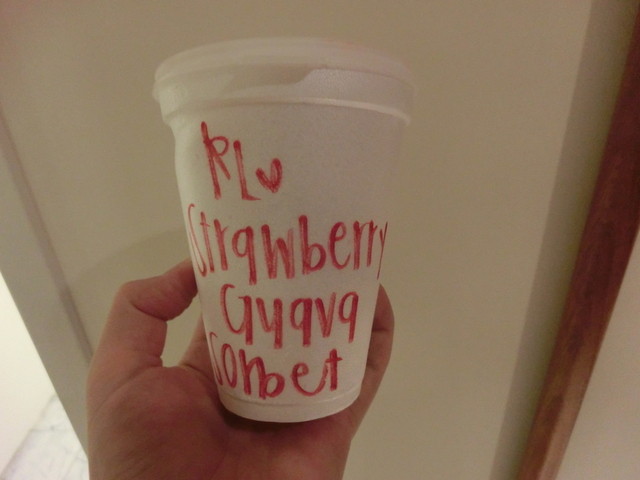 RL♥
Strawberry
Guava
Sorbet